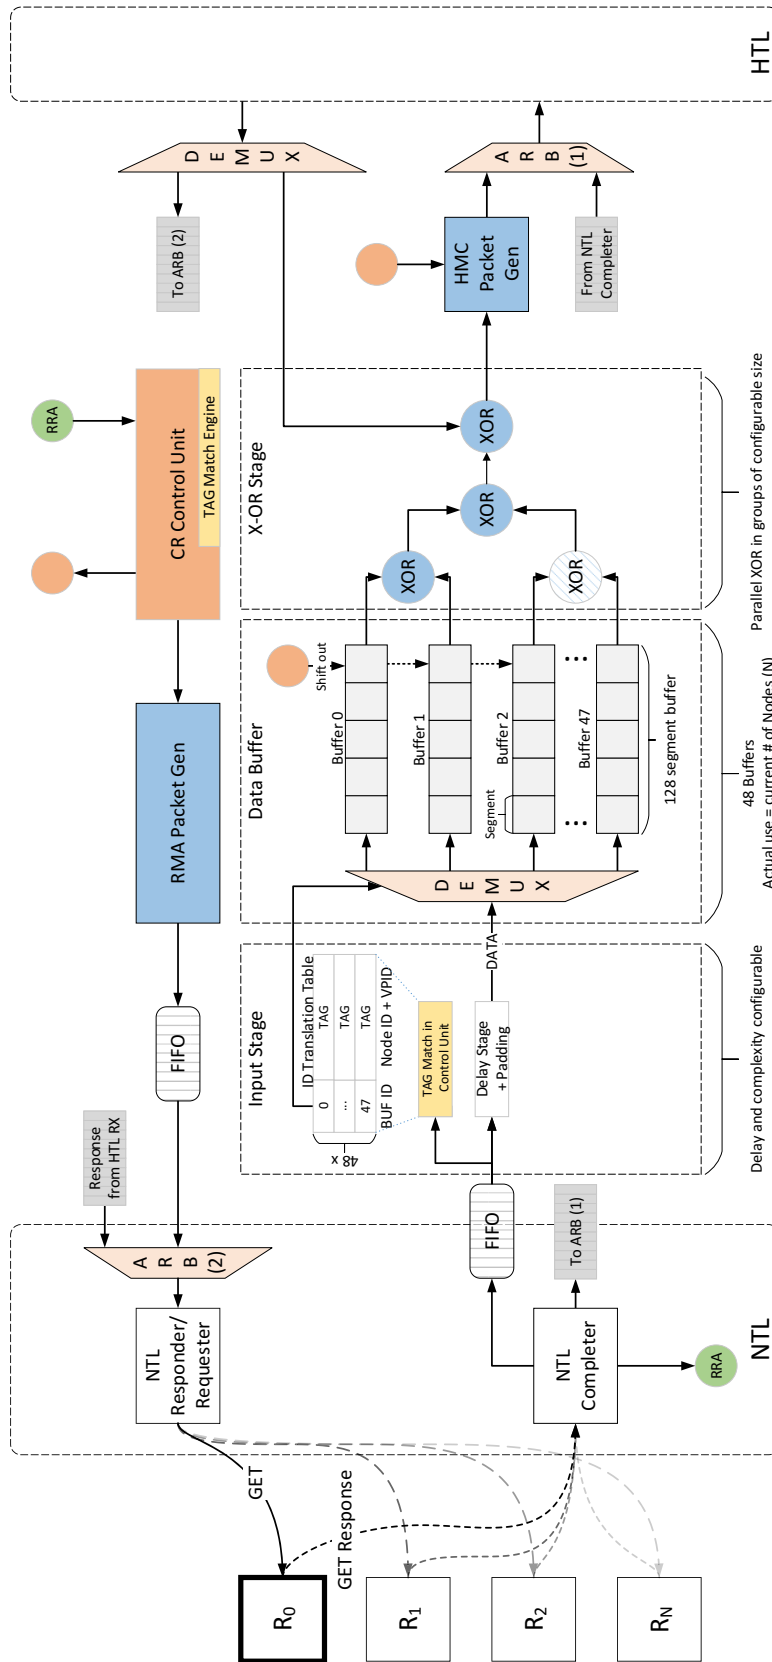 R0
R1
R2
RN
GET
GET Response
NTL
Responder/
Requester
NTL
Completer
NTL
RRA
A
R
B
(2)
Response
from HTL RX
To ARB (1)
FIFO
FIFO
Input Stage
ID Translation Table
0
TAG
...
TAG
47
TAG
BUF ID
Node ID + VPID
48 x
TAG Match in
Control Unit
Delay Stage
+ Padding
DATA
Delay and complexity configurable
RMA Packet Gen
Data Buffer
D
E
M
U
X
Shift out
Buffer 0
Buffer 1
Buffer 2
Buffer 47
Segment
...
...
128 segment buffer
48 Buffers
Actual use = current # of Nodes (N)
CR Control Unit
TAG Match Engine
RRA
X-OR Stage
XOR
XOR
XOR
XOR
Parallel XOR in groups of configurable size
To ARB (2)
D
E
M
U
X
HMC
Packet
Gen
A
R
B
(1)
From NTL
Completer
HTL